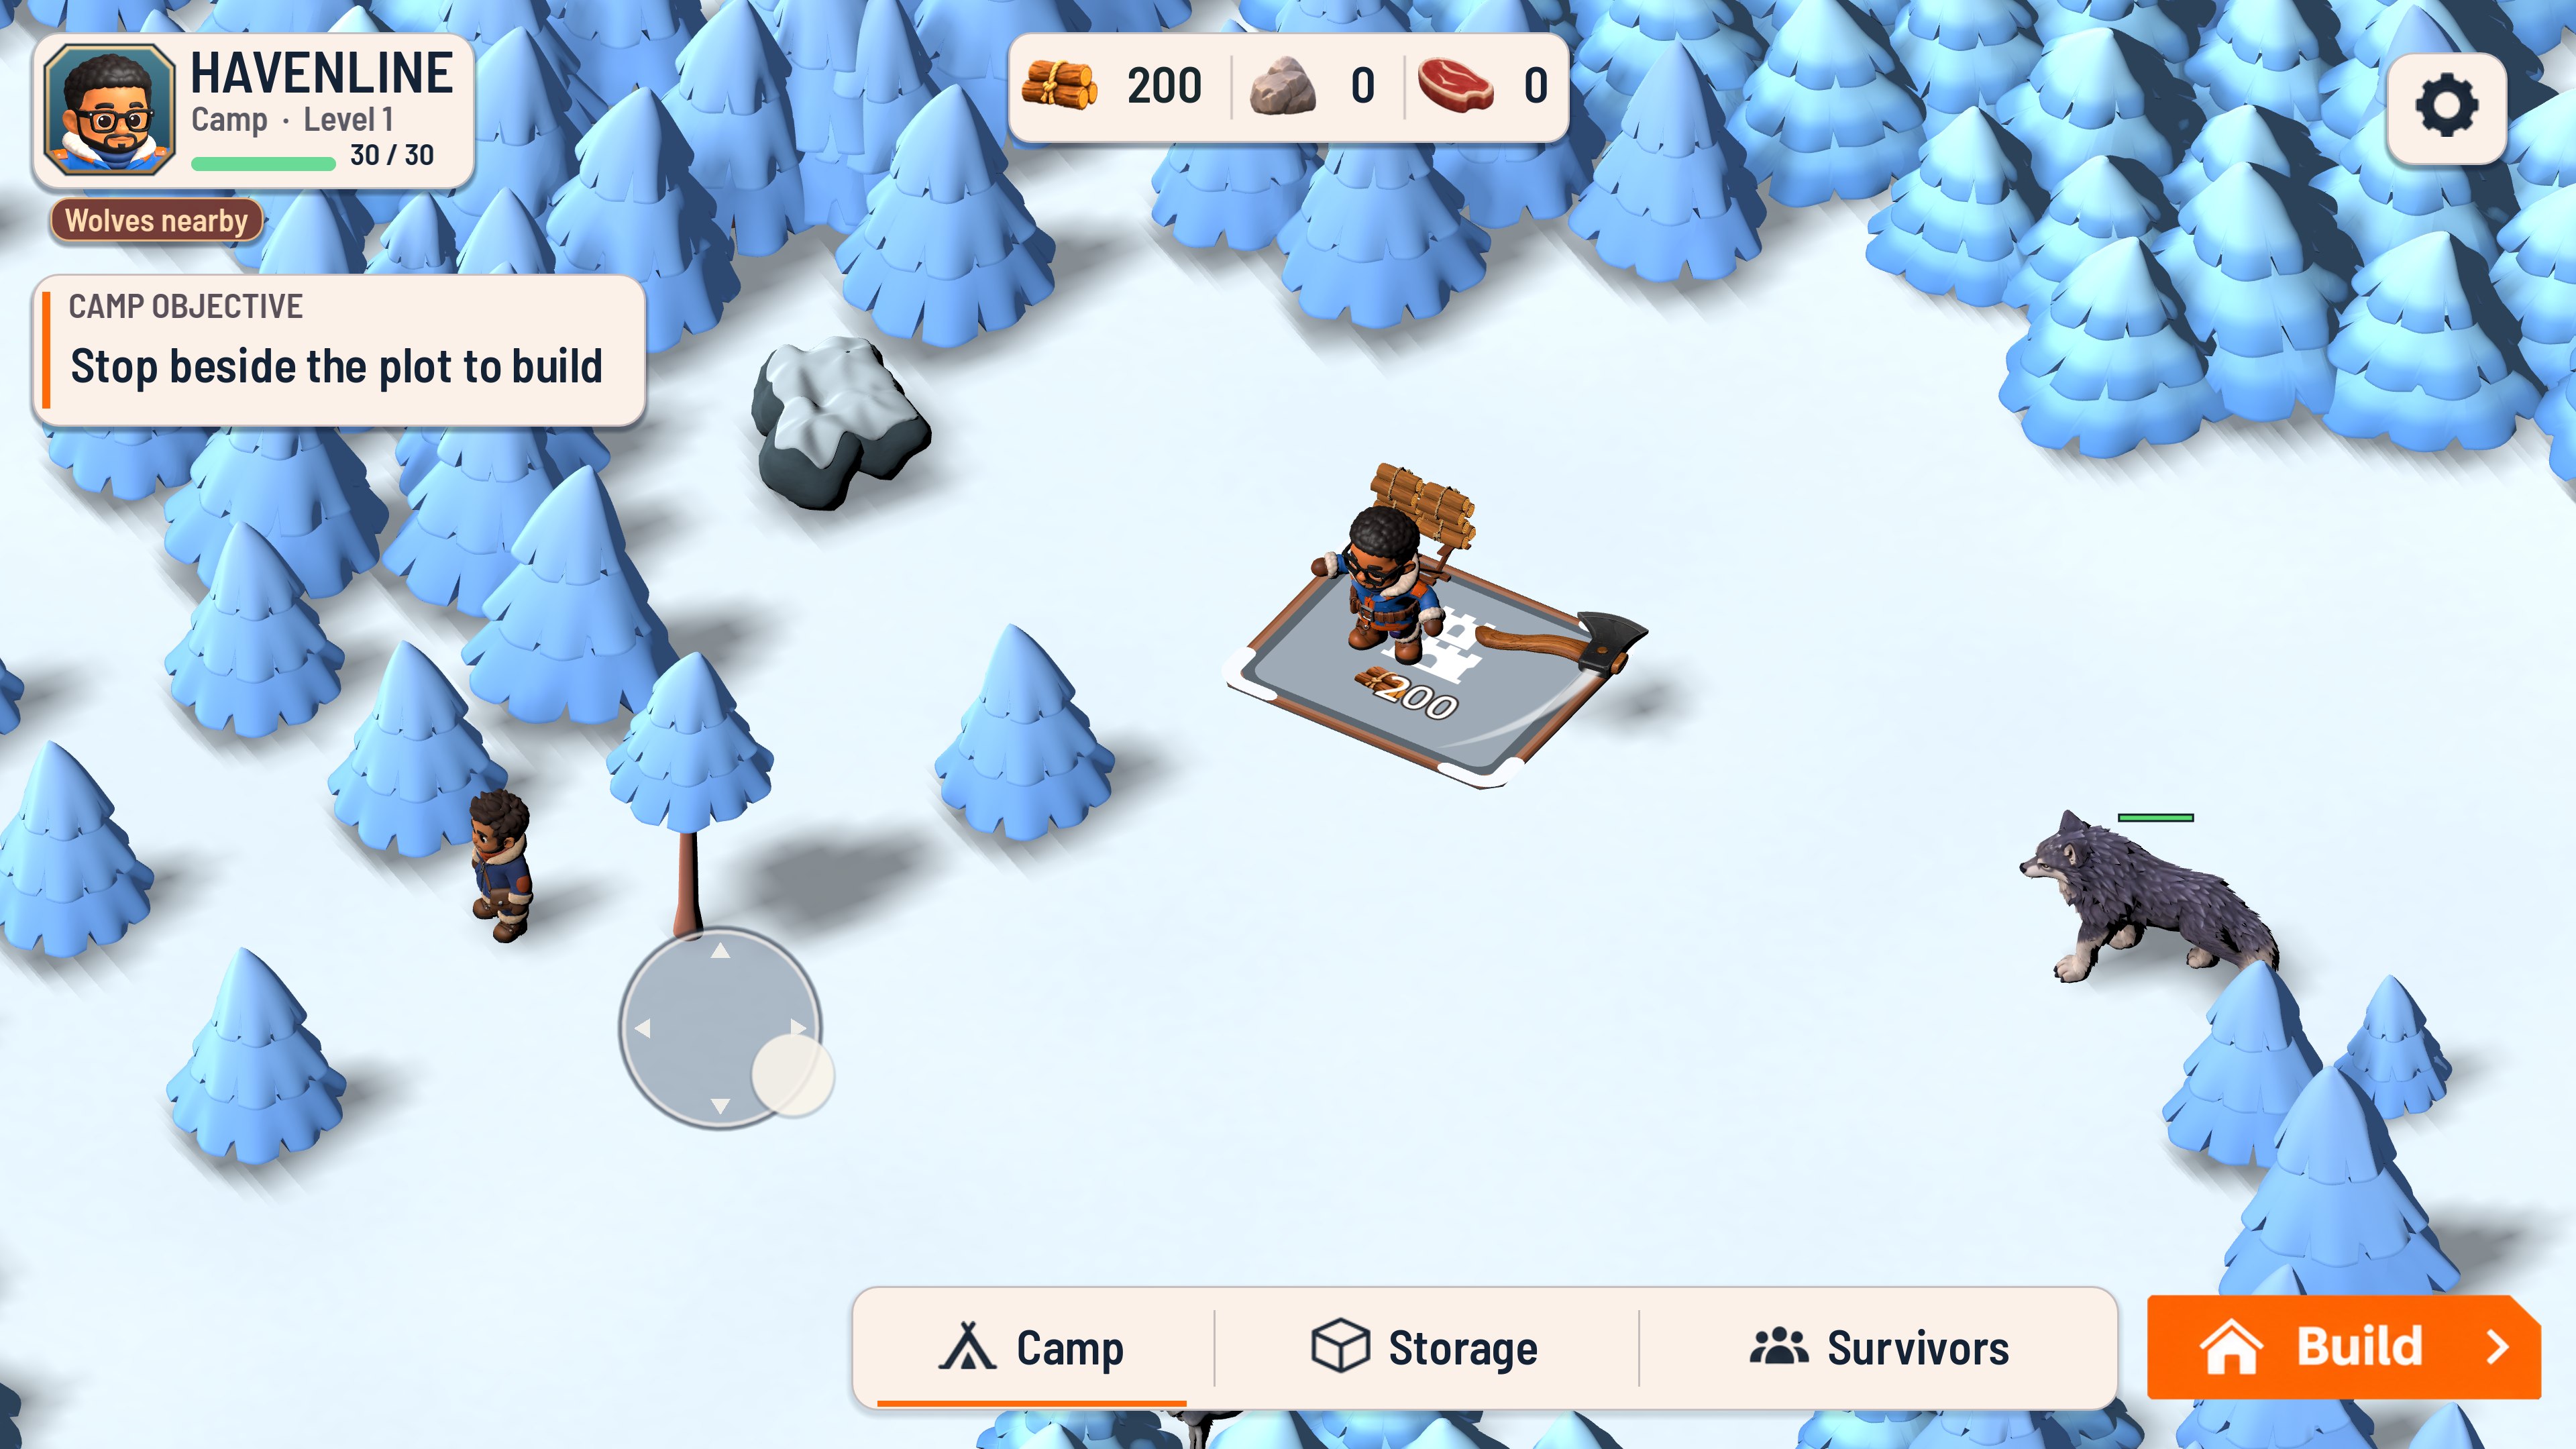 HAVENLINE
Camp · Level 1
30 / 30
Wolves nearby
CAMP OBJECTIVE
Stop beside the plot to build
200
0
0
200
Camp
Storage
Survivors
Build